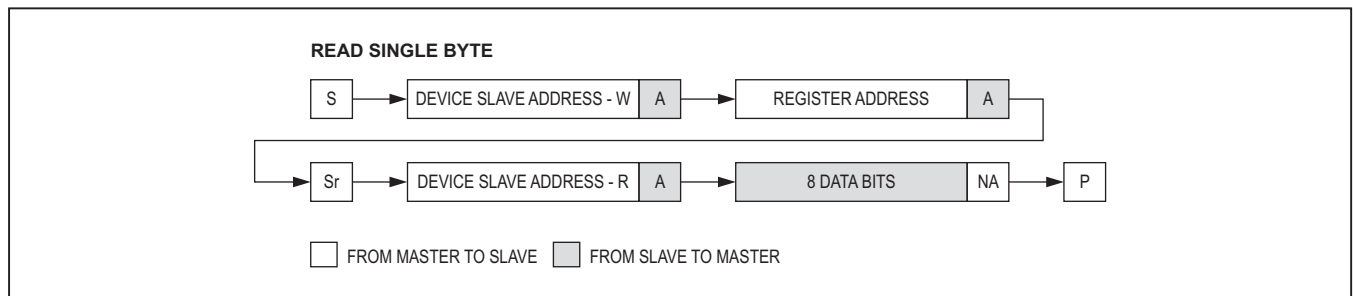 READ SINGLE BYTE
S DEVICE SLAVE ADDRESS - W A REGISTER ADDRESS A
Sr DEVICE SLAVE ADDRESS - R A 8 DATA BITS NA P
FROM MASTER TO SLAVE FROM SLAVE TO MASTER